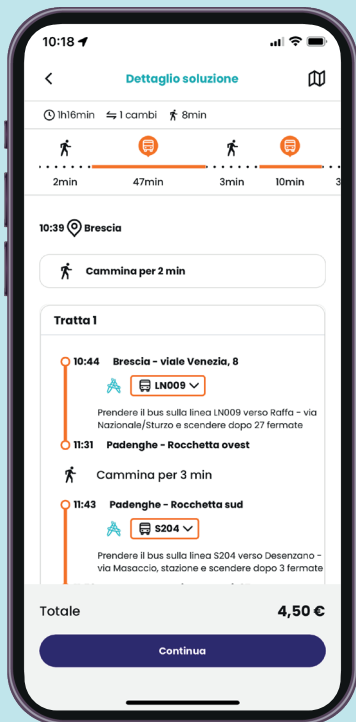 10:18
Dettaglio soluzione
1h16min 1 cambi 8min
2min 47min 3min 10min 3
10:39 Brescia
Cammina per 2 min
Tratta 1
10:44 Brescia - viale Venezia, 8
LN009
Prendere il bus sulla linea LN009 verso Raffa - via
Nazionale/Sturzo e scendere dopo 27 fermate
11:31 Padenghe - Rocchetta ovest
Cammina per 3 min
11:43 Padenghe - Rocchetta sud
S204
Prendere il bus sulla linea S204 verso Desenzano -
via Masaccio, stazione e scendere dopo 3 fermate
Totale 4,50 €
Continua